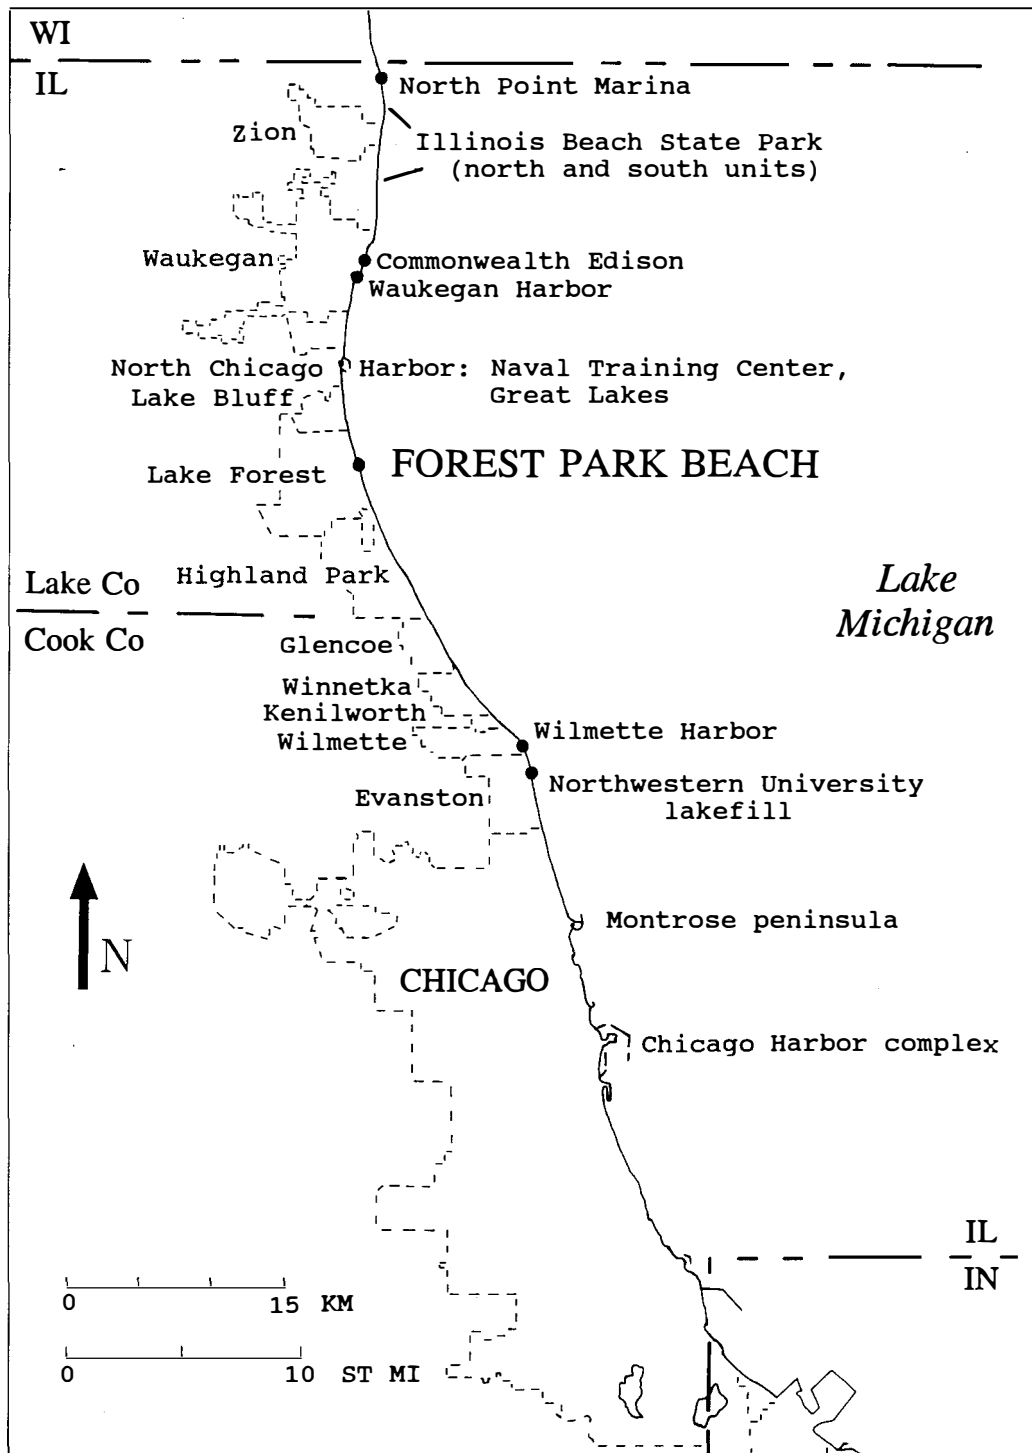 WI
IL
North Point Marina
Zion
Illinois Beach State Park
(north and south units)
Waukegan
Commonwealth Edison
Waukegan Harbor
North Chicago
Harbor: Naval Training Center,
Great Lakes
Lake Bluff
Lake Forest
FOREST PARK BEACH
Highland Park
Lake Co
Cook Co
Lake
Michigan
Glencoe
Winnetka
Kenilworth
Wilmette
Wilmette Harbor
Northwestern University
lakefill
Evanston
N
Montrose peninsula
CHICAGO
Chicago Harbor complex
IL
IN
0 15 KM
0 10 ST MI